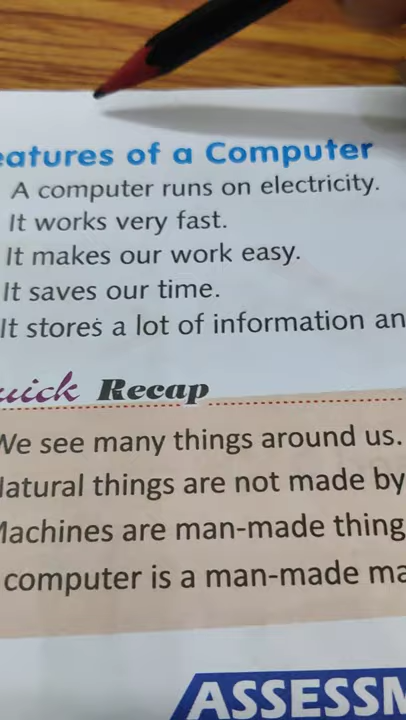 eatures of a Computer
A computer runs on electricity.
It works very fast.
It makes our work easy.
It saves our time.
It stores a lot of information an
uick Recap
We see many things around us.
Natural things are not made by
Machines are man-made thing
computer is a man-made ma
ASSESSM